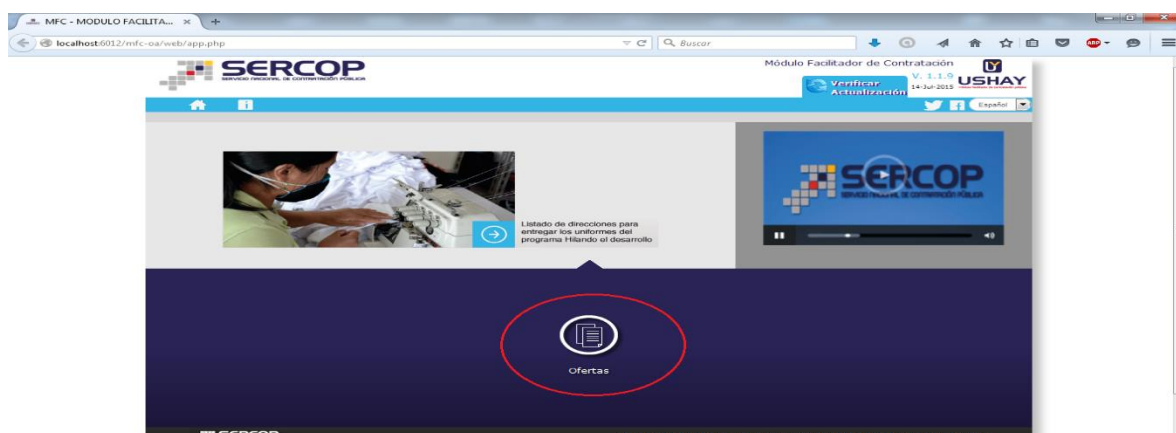 MFC - MODULO FACILITA...
localhost:6012/mfc-oa/web/app.php
Buscar
ABP
SERCOP
SERVICIO NACIONAL DE CONTRATACIÓN PÚBLICA
Módulo Facilitador de Contratación
Verificar
Actualización
V. 1.1.9
14-Jul-2015
USHAY
Español
SERCOP
SERVICIO NACIONAL DE CONTRATACIÓN PÚBLICA
Listado de direcciones para
entregar los uniformes del
programa Hilando el desarrollo
Ofertas
SERCOP